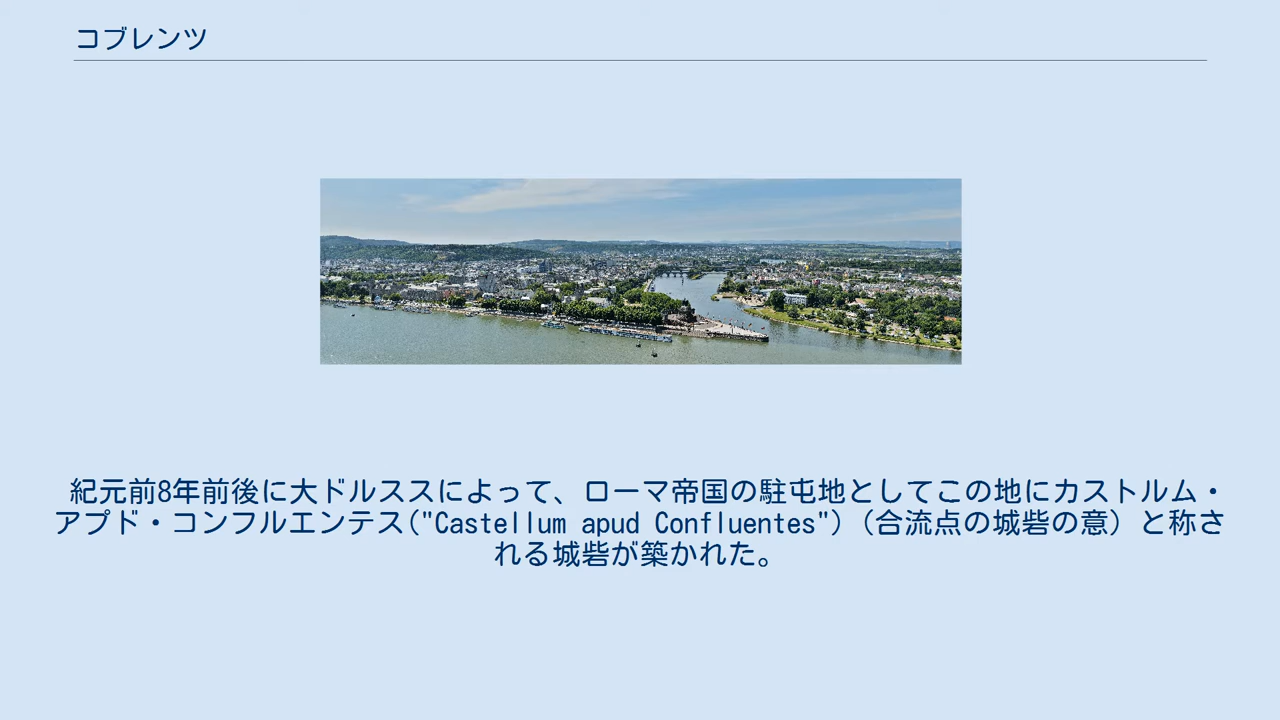 コブレンツ
紀元前8年前後に大ドルススによって、ローマ帝国の駐屯地としてこの地にカストルム・
アプド・コンフルエンテス("Castellum apud Confluentes")（合流点の城砦の意）と称さ
れる城砦が築かれた。